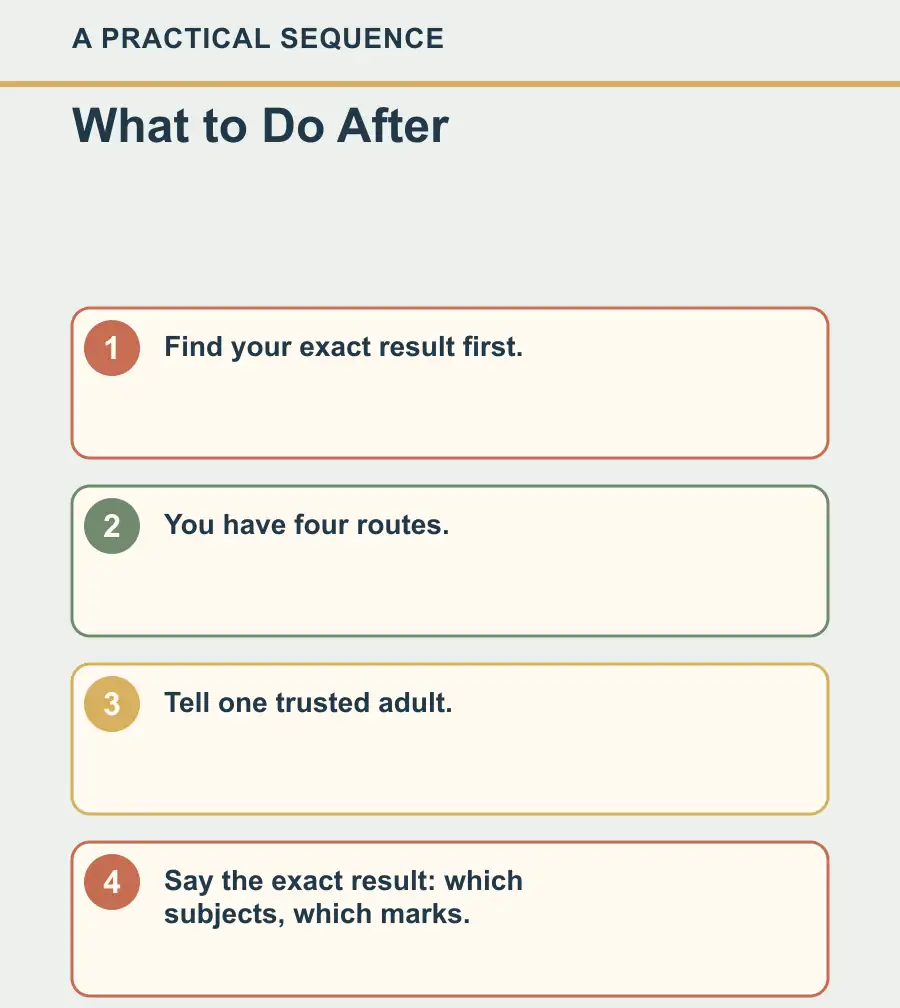 A PRACTICAL SEQUENCE
What to Do After
1
Find your exact result first.
2
You have four routes.
3
Tell one trusted adult.
4
Say the exact result: which
subjects, which marks.